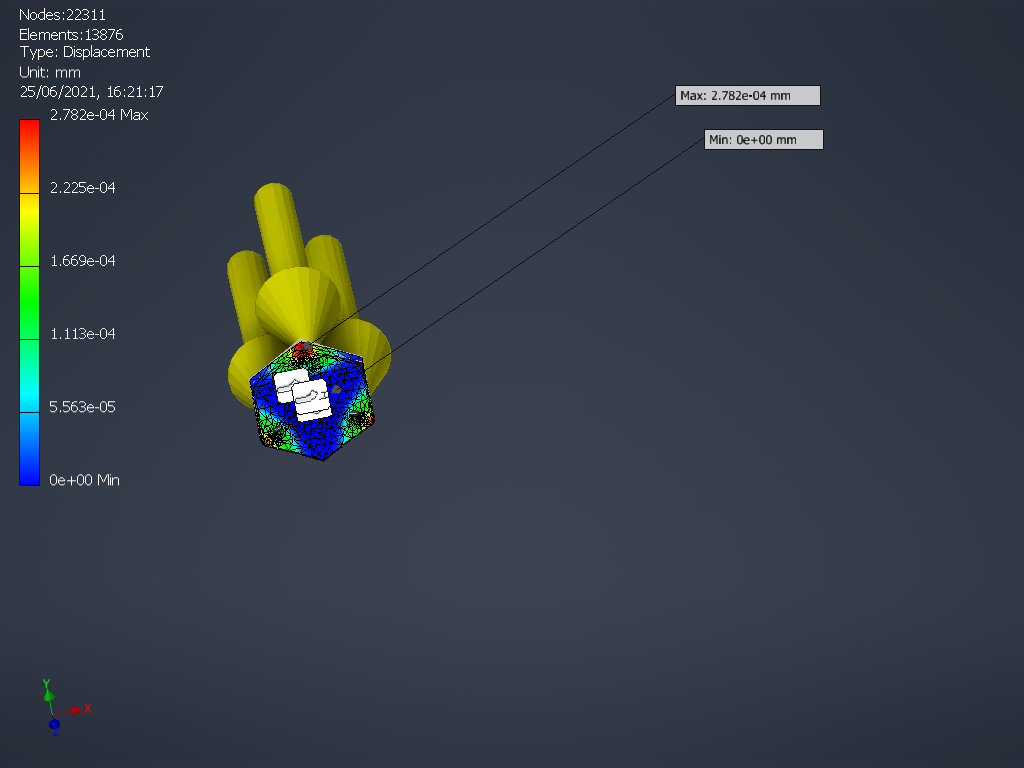 Nodes:22311
Elements:13876
Type: Displacement
Unit: mm
25/06/2021, 16:21:17
2.782e-04 Max
2.225e-04
1.669e-04
1.113e-04
5.563e-05
0e+00 Min
Max: 2.782e-04 mm
Min: 0e+00 mm
Y
X
Z